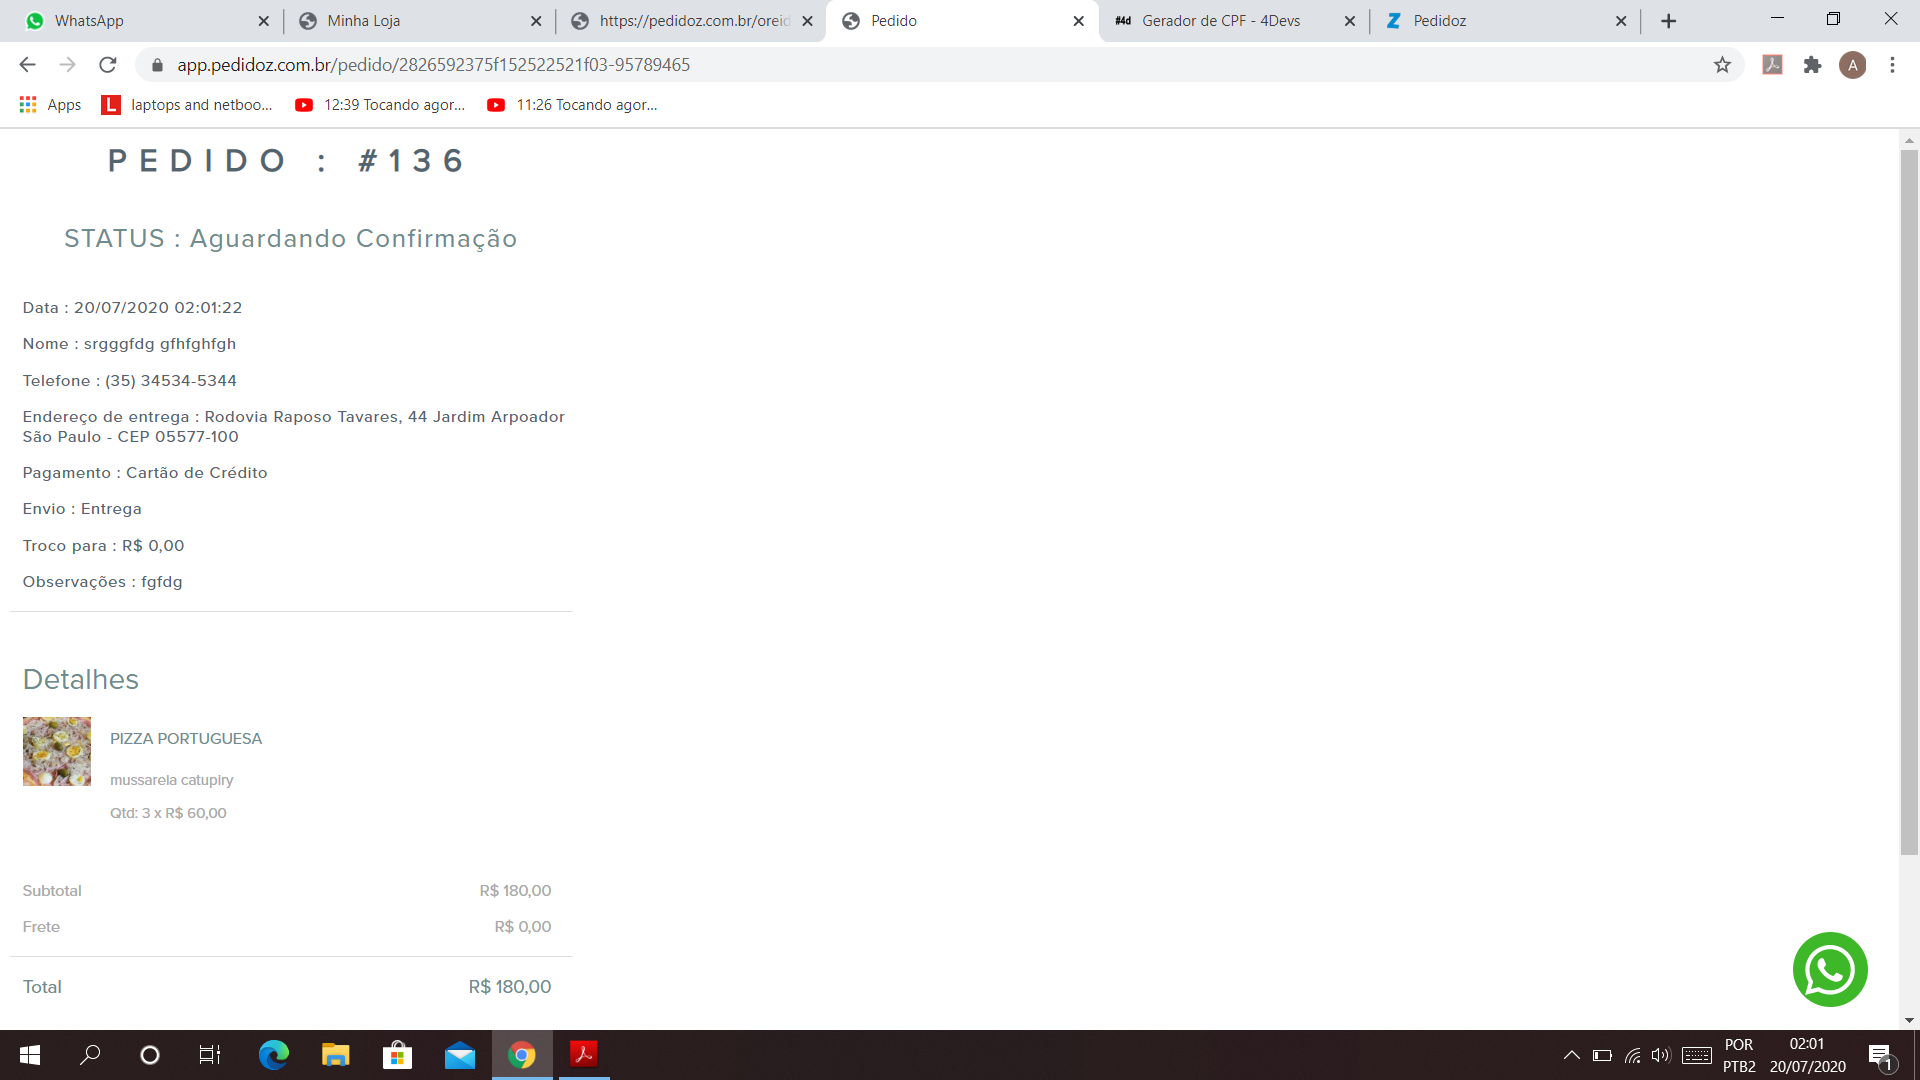 WhatsApp
Minha Loja
https://pedidoz.com.br/oreid
Pedido
#4d Gerador de CPF - 4Devs
Z Pedidoz
app.pedidoz.com.br/pedido/2826592375f152522521f03-95789465
A
Apps
L laptops and netboo...
12:39 Tocando agor...
11:26 Tocando agor...
PEDIDO : #136
STATUS : Aguardando Confirmação
Data : 20/07/2020 02:01:22
Nome : srgggfdg gfhfghfgh
Telefone : (35) 34534-5344
Endereço de entrega : Rodovia Raposo Tavares, 44 Jardim Arpoador
São Paulo - CEP 05577-100
Pagamento : Cartão de Crédito
Envio : Entrega
Troco para : R$ 0,00
Observações : fgfdg
Detalhes
PIZZA PORTUGUESA
mussarela catupiry
Qtd: 3 x R$ 60,00
Subtotal R$ 180,00
Frete R$ 0,00
Total R$ 180,00
POR 02:01
PTB2 20/07/2020
1